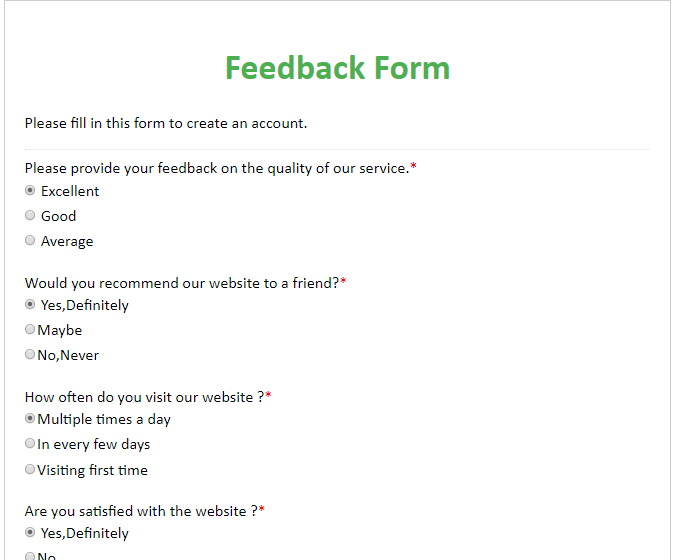 Feedback Form
Please fill in this form to create an account.
Please provide your feedback on the quality of our service.*
Excellent
Good
Average
Would you recommend our website to a friend?*
Yes,Definitely
Maybe
No,Never
How often do you visit our website ?*
Multiple times a day
In every few days
Visiting first time
Are you satisfied with the website ?*
Yes,Definitely
No